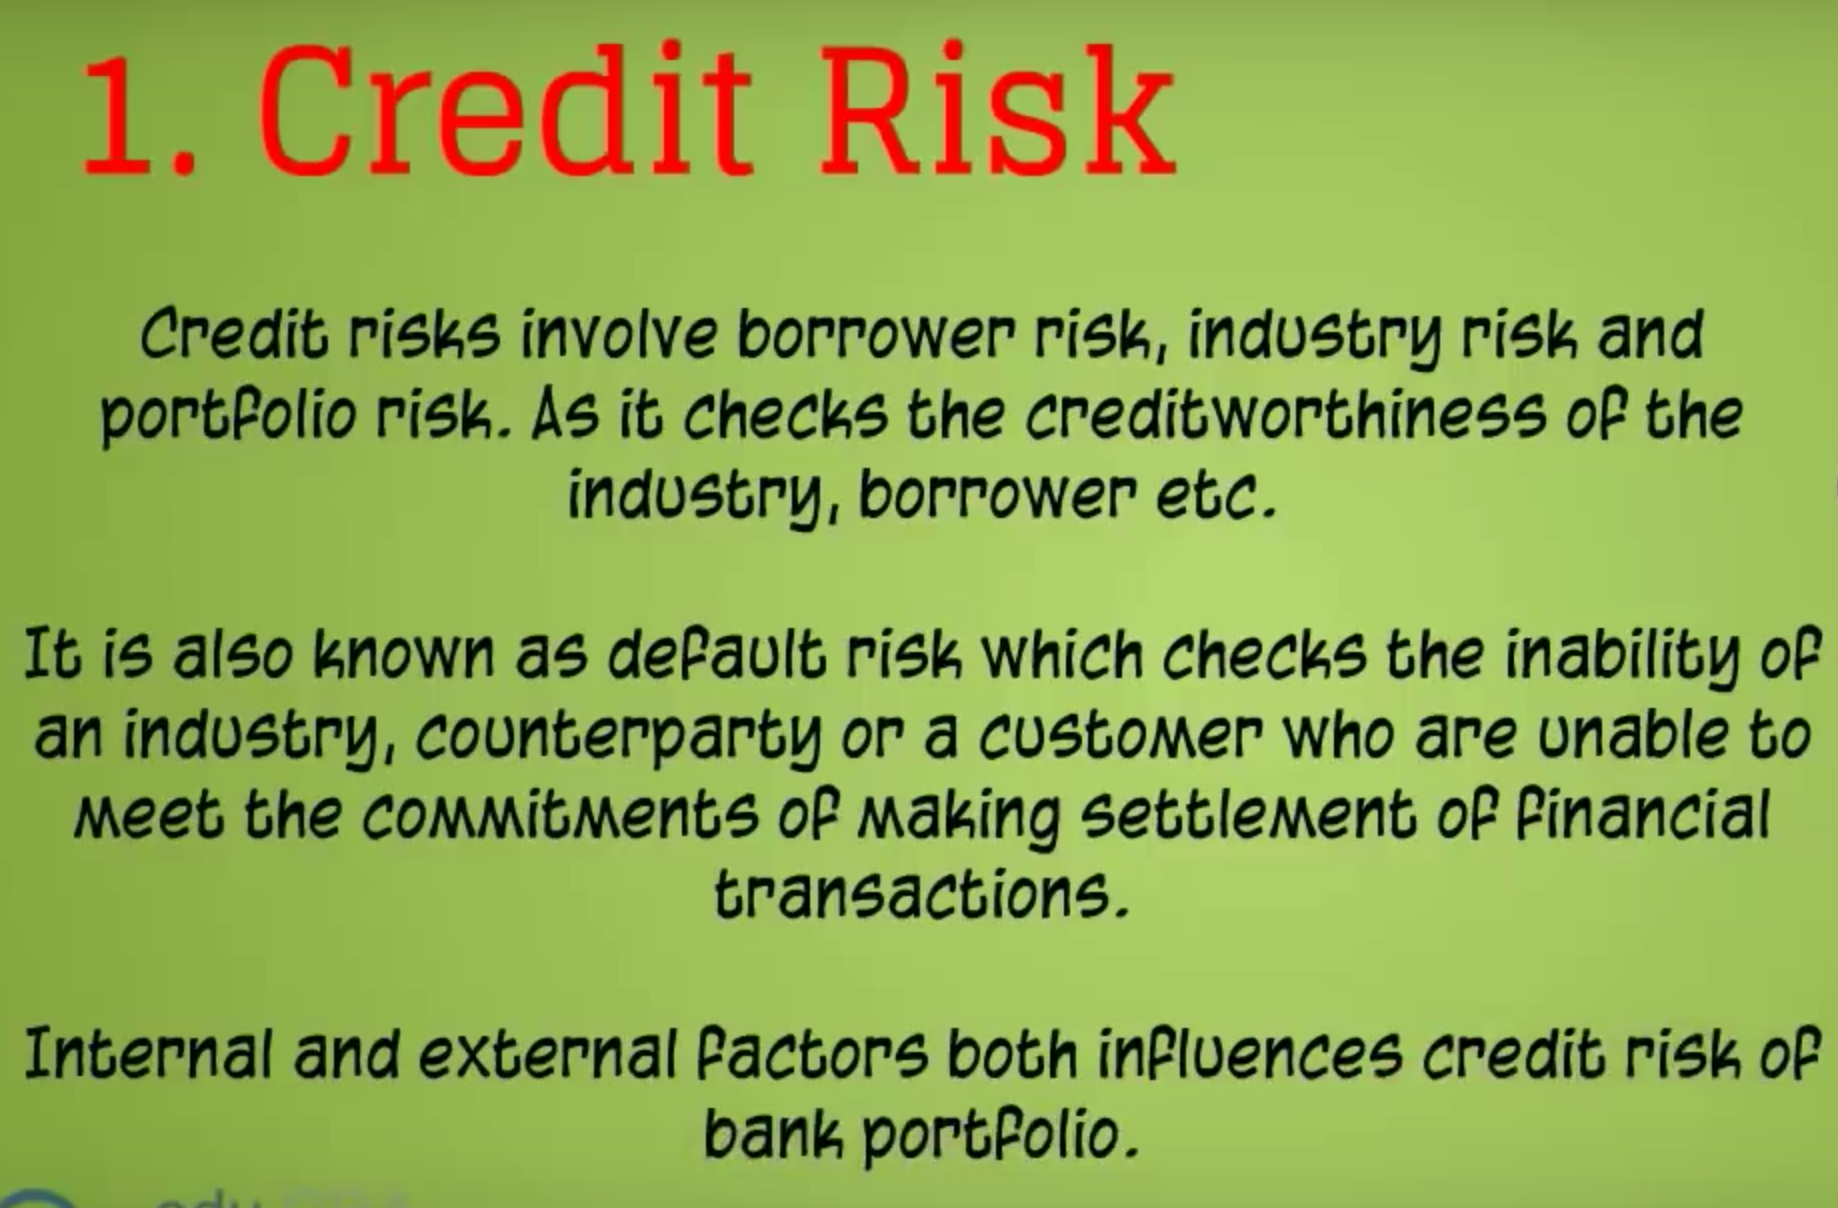 1. Credit Risk
Credit risks involve borrower risk, industry risk and
portfolio risk. As it checks the creditworthiness of the
industry, borrower etc.
It is also known as default risk which checks the inability of
an industry, counterparty or a customer who are unable to
meet the commitments of making settlement of financial
transactions.
Internal and external factors both influences credit risk of
bank portfolio.